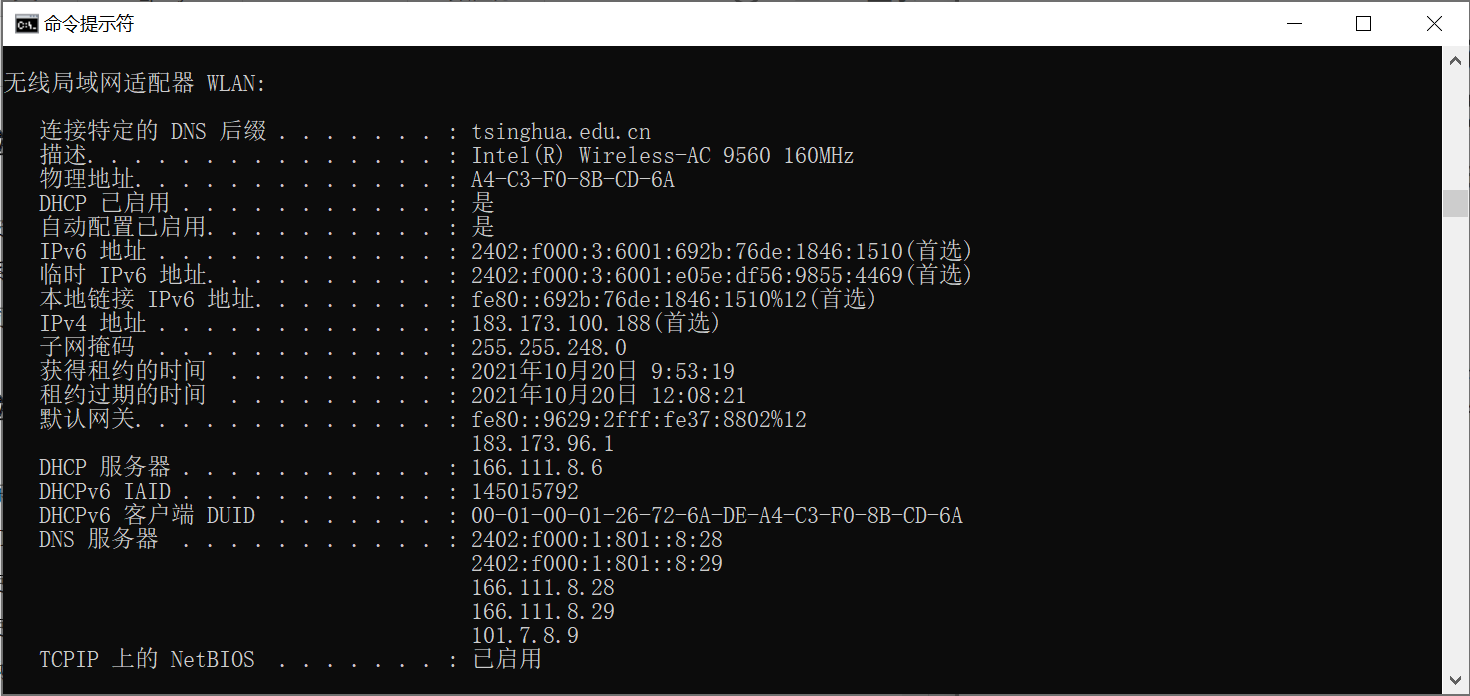 命令提示符
无线局域网适配器 WLAN:
连接特定的 DNS 后缀 . . . . . . . : tsinghua.edu.cn
描述. . . . . . . . . . . . . . . : Intel(R) Wireless-AC 9560 160MHz
物理地址. . . . . . . . . . . . . : A4-C3-F0-8B-CD-6A
DHCP 已启用 . . . . . . . . . . . : 是
自动配置已启用. . . . . . . . . . : 是
IPv6 地址 . . . . . . . . . . . . : 2402:f000:3:6001:692b:76de:1846:1510(首选)
临时 IPv6 地址. . . . . . . . . . : 2402:f000:3:6001:e05e:df56:9855:4469(首选)
本地链接 IPv6 地址. . . . . . . . : fe80::692b:76de:1846:1510%12(首选)
IPv4 地址 . . . . . . . . . . . . : 183.173.100.188(首选)
子网掩码  . . . . . . . . . . . . : 255.255.248.0
获得租约的时间  . . . . . . . . . : 2021年10月20日 9:53:19
租约过期的时间  . . . . . . . . . : 2021年10月20日 12:08:21
默认网关. . . . . . . . . . . . . : fe80::9629:2fff:fe37:8802%12
183.173.96.1
DHCP 服务器 . . . . . . . . . . . : 166.111.8.6
DHCPv6 IAID . . . . . . . . . . . : 145015792
DHCPv6 客户端 DUID  . . . . . . . : 00-01-00-01-26-72-6A-DE-A4-C3-F0-8B-CD-6A
DNS 服务器  . . . . . . . . . . . : 2402:f000:1:801::8:28
2402:f000:1:801::8:29
166.111.8.28
166.111.8.29
101.7.8.9
TCPIP 上的 NetBIOS  . . . . . . . : 已启用